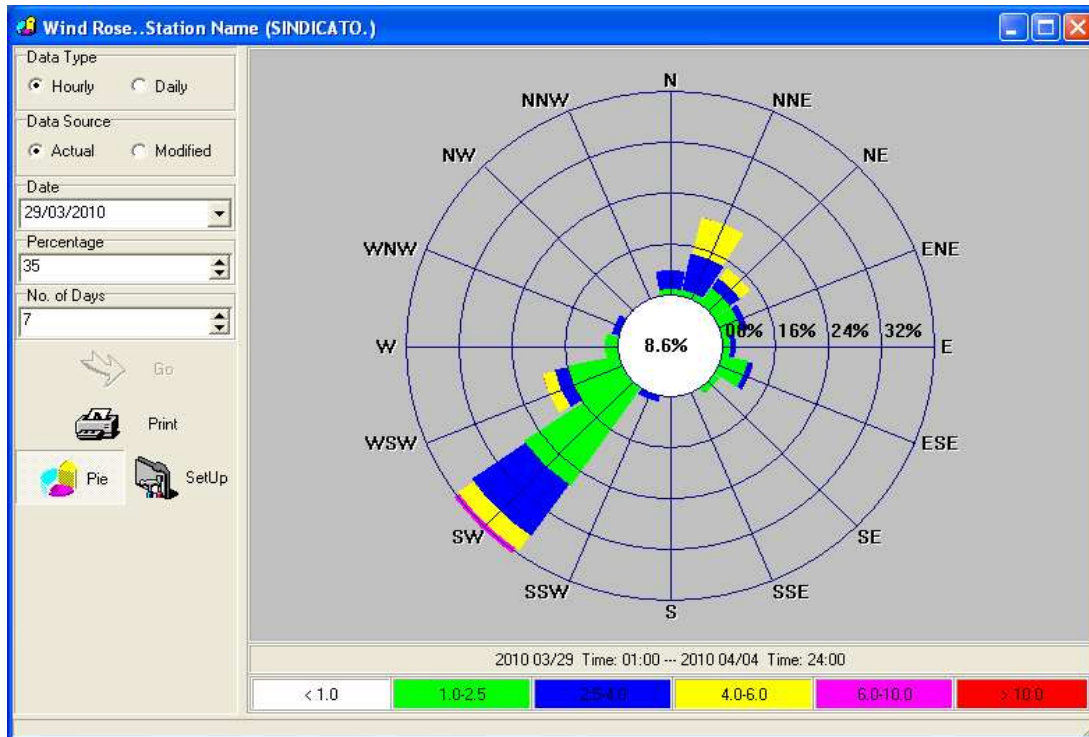 Wind Rose..Station Name (SINDICATO.)
Data Type
Hourly Daily
Data Source
Actual Modified
Date
29/03/2010
Percentage
35
No. of Days
7
Go
Print
Pie SetUp
N
NNW NNE
NW NE
WNW ENE
W 8.6% 08% 16% 24% 32% E
WSW ESE
SW SE
SSW SSE
S
2010 03/29 Time: 01:00 --- 2010 04/04 Time: 24:00
< 1.0 1.0-2.5 2.5-4.0 4.0-6.0 6.0-10.0 > 10.0